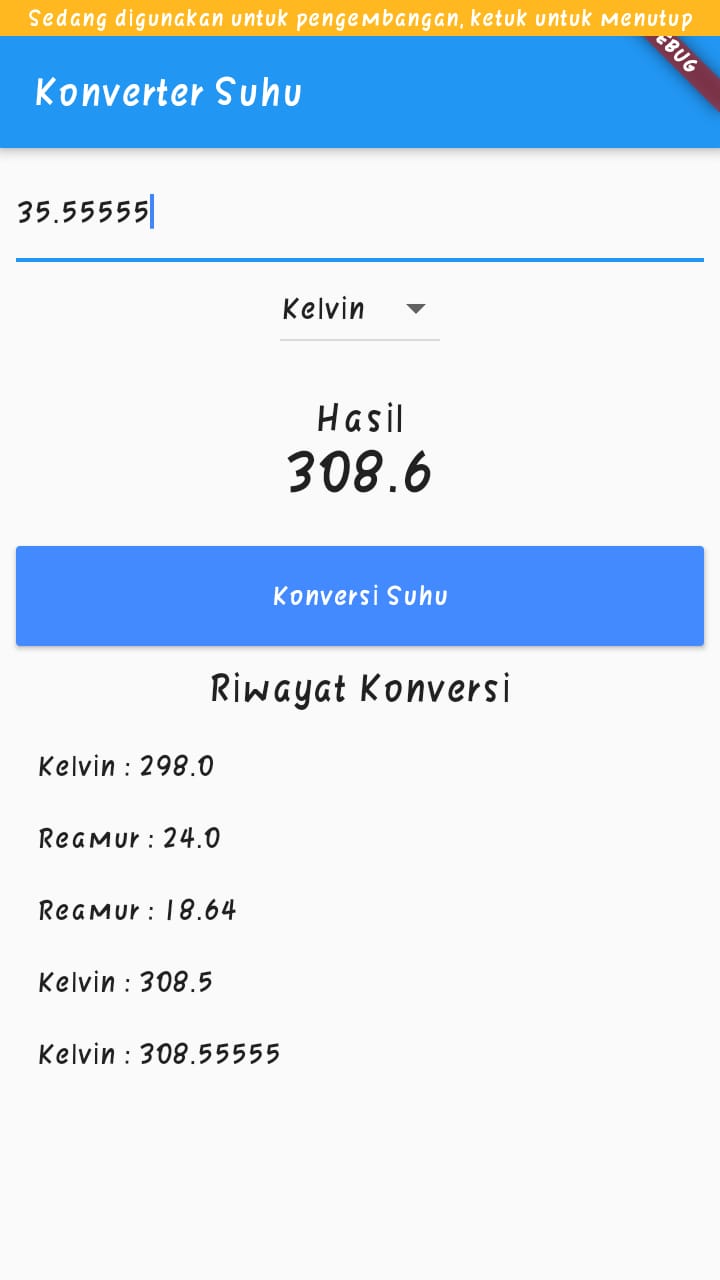 Sedang digunakan untuk pengembangan, ketuk untuk menutup
EBUG
Konverter Suhu
35.55555
Kelvin
Hasil
308.6
Konversi Suhu
Riwayat Konversi
Kelvin : 298.0
Reamur : 24.0
Reamur : 18.64
Kelvin : 308.5
Kelvin : 308.55555